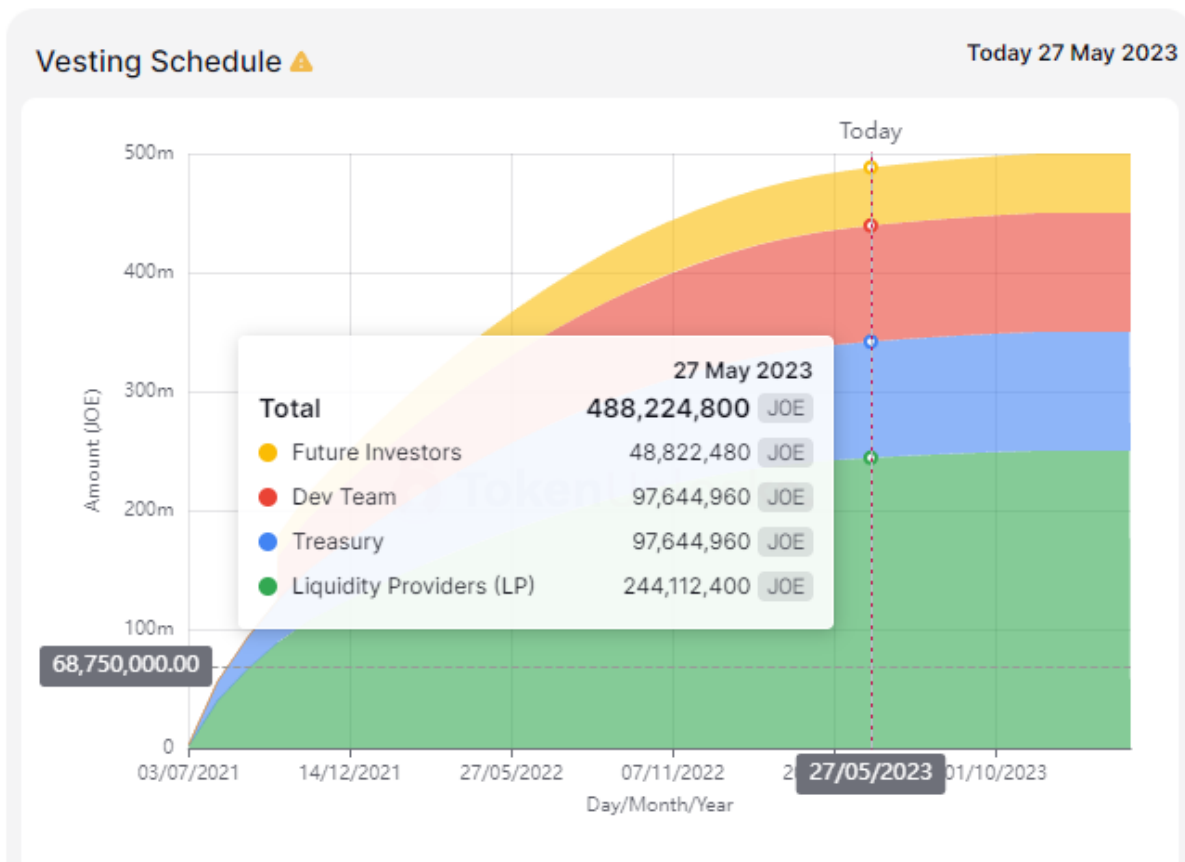 Vesting Schedule
Today 27 May 2023
Today
500m
400m
300m
200m
100m
0
Amount (JOE)
27 May 2023
Total 488,224,800 JOE
Future Investors 48,822,480 JOE
Dev Team 97,644,960 JOE
Treasury 97,644,960 JOE
Liquidity Providers (LP) 244,112,400 JOE
68,750,000.00
03/07/2021 14/12/2021 27/05/2022 07/11/2022 27/05/2023 01/10/2023
Day/Month/Year